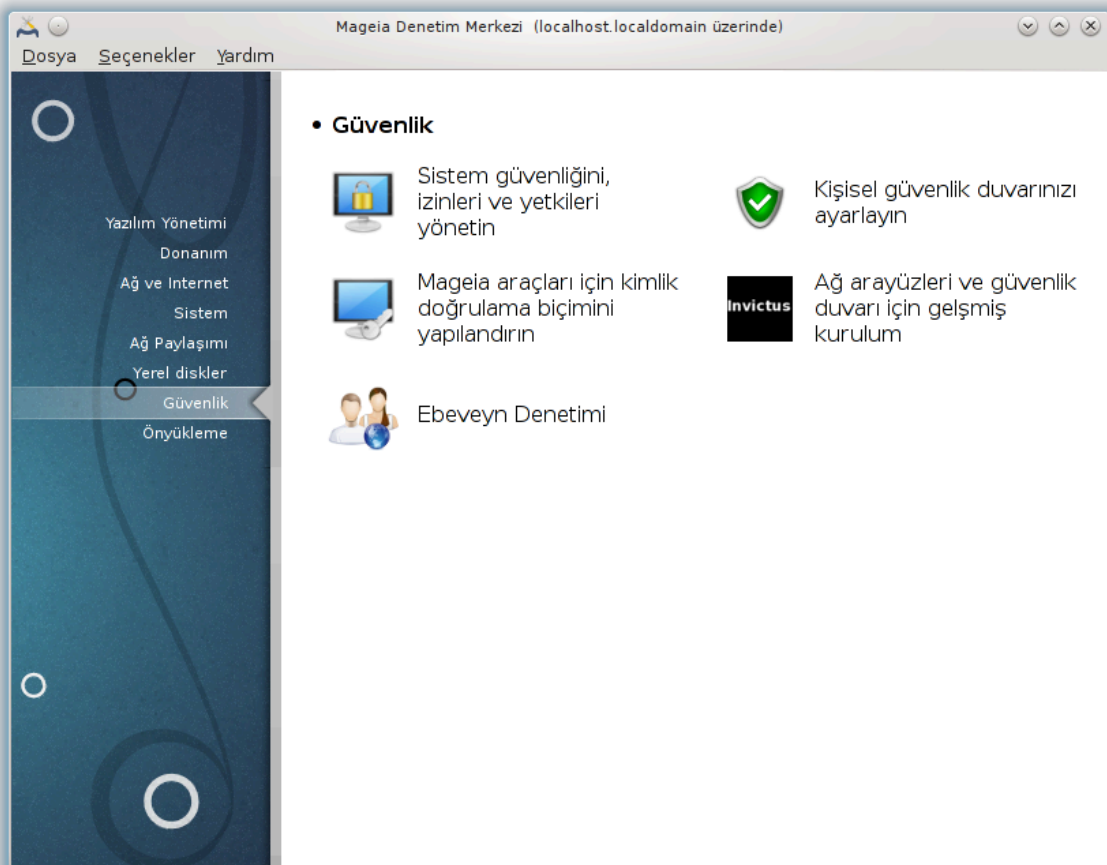 Mageia Denetim Merkezi (localhost.localdomain üzerinde)
Dosya Seçenekler Yardım
Yazılım Yönetimi
Donanım
Ağ ve Internet
Sistem
Ağ Paylaşımı
Yerel diskler
Güvenlik
Önyükleme
• Güvenlik
Sistem güvenliğini,
izinleri ve yetkileri
yönetin
Kişisel güvenlik duvarınızı
ayarlayın
Mageia araçları için kimlik
doğrulama biçimini
yapılandırın
Invictus
Ağ arayüzleri ve güvenlik
duvarı için gelşmiş
kurulum
Ebeveyn Denetimi